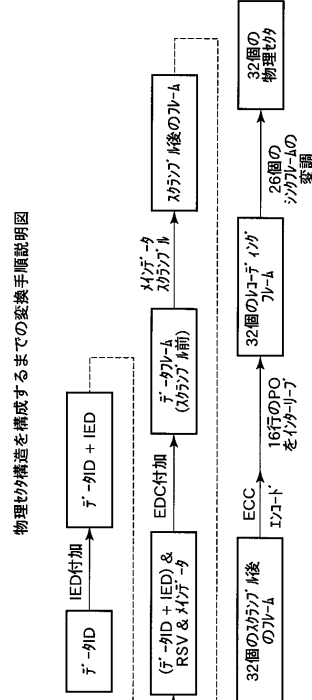 物理セクタ構造を構成するまでの変換手順説明図
データID
IED付加
データID + IED
(データID + IED) &
RSV & メインデータ
EDC付加
データフレーム
(スクランブル前)
メインデータ
スクランブル
スクランブル後のフレーム
32個のスクランブル後
のフレーム
ECC
エンコード
16行のPO
をインターリーブ
32個のレコーディング
フレーム
26個の
シンクフレームの
変調
32個の
物理セクタ